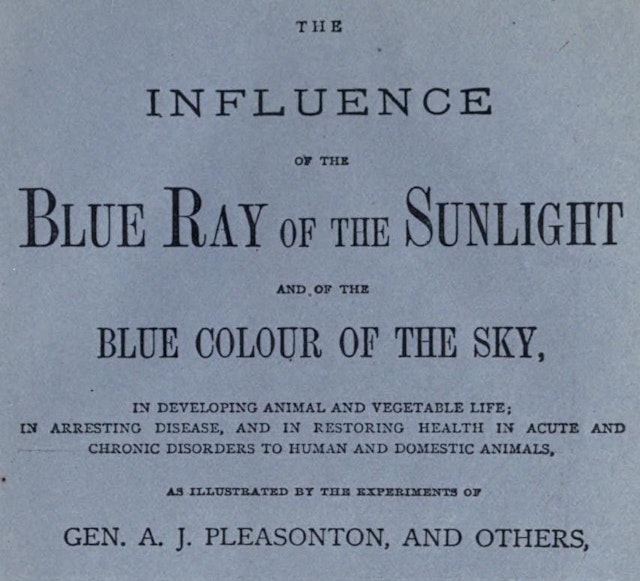 THE
INFLUENCE
OF THE
BLUE RAY OF THE SUNLIGHT
AND OF THE
BLUE COLOUR OF THE SKY,
IN DEVELOPING ANIMAL AND VEGETABLE LIFE;
IN ARRESTING DISEASE, AND IN RESTORING HEALTH IN ACUTE AND
CHRONIC DISORDERS TO HUMAN AND DOMESTIC ANIMALS,
AS ILLUSTRATED BY THE EXPERIMENTS OF
GEN. A. J. PLEASONTON, AND OTHERS,